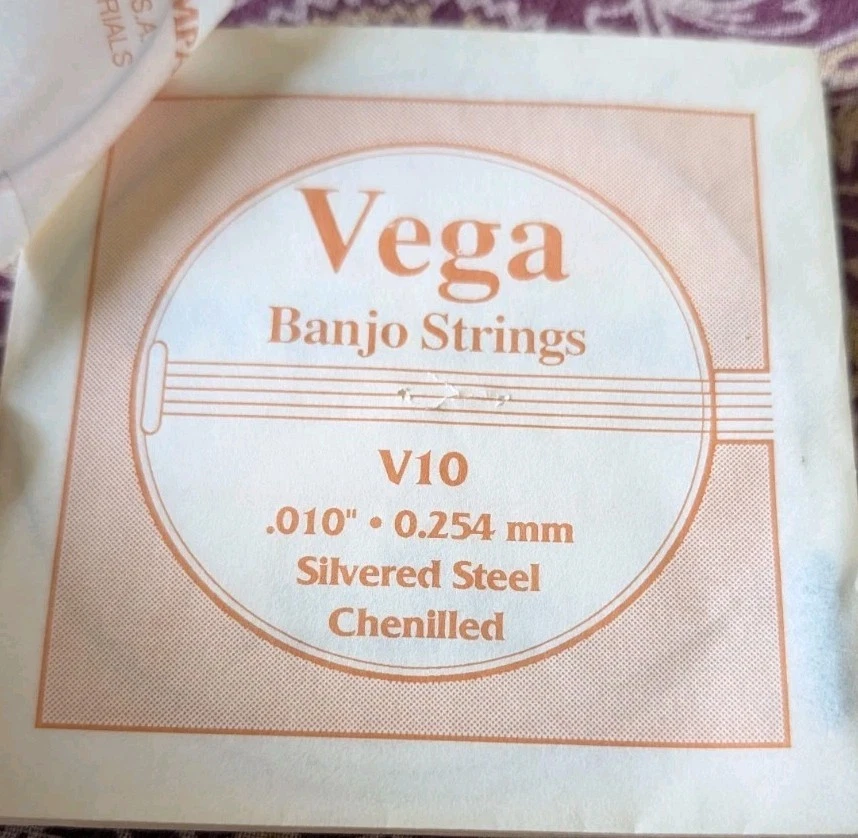 S.A.
Vega
Banjo Strings
V10
.010" • 0.254 mm
Silvered Steel
Chenilled